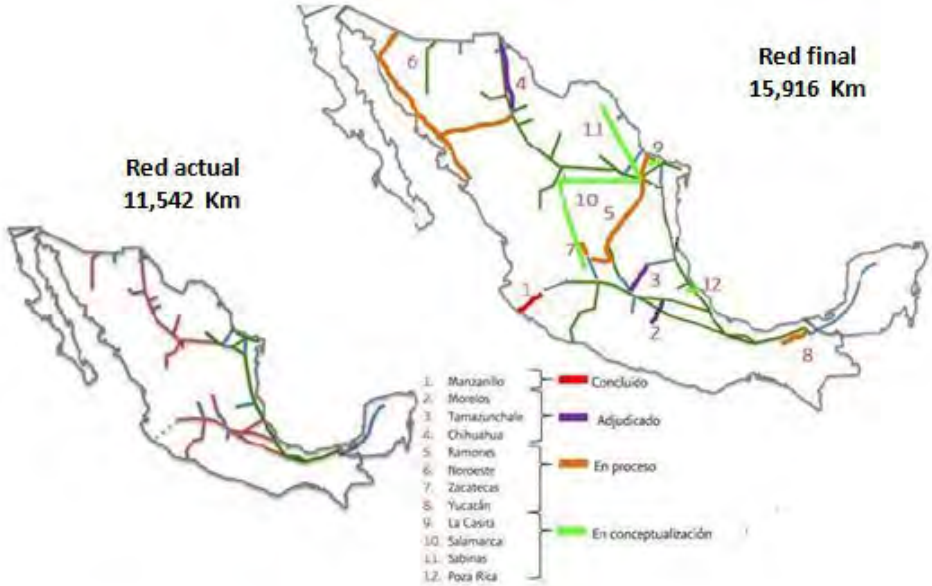 Red final
15,916 Km
Red actual
11,542 Km
6
4
11
9
10
5
7
3
12
1
2
8
1. Manzanillo
2. Morelos
3. Tamazunchale
4. Chihuahua
5. Ramones
6. Noroeste
7. Zacatecas
8. Yucatán
9. La Casita
10. Salamarca
11. Sabinas
12. Poza Rica
Concluido
Adjudicado
En proceso
En conceptualización